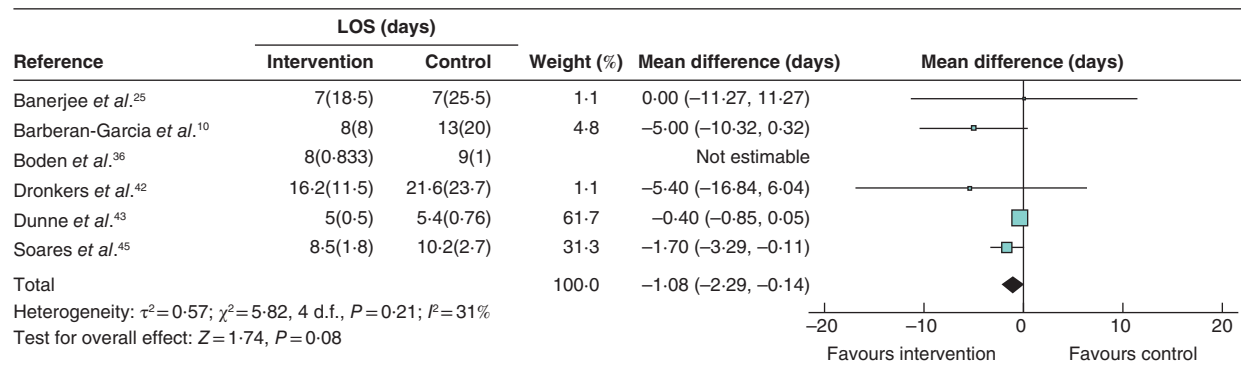 LOS (days)
Reference Intervention Control Weight (%) Mean difference (days) Mean difference (days)
Banerjee et al.²⁵ 7(18·5) 7(25·5) 1·1 0·00 (–11·27, 11·27)
Barberan-Garcia et al.¹⁰ 8(8) 13(20) 4·8 –5·00 (–10·32, 0·32)
Boden et al.³⁶ 8(0·833) 9(1) Not estimable
Dronkers et al.⁴² 16·2(11·5) 21·6(23·7) 1·1 –5·40 (–16·84, 6·04)
Dunne et al.⁴³ 5(0·5) 5·4(0·76) 61·7 –0·40 (–0·85, 0·05)
Soares et al.⁴⁵ 8·5(1·8) 10·2(2·7) 31·3 –1·70 (–3·29, –0·11)
Total 100·0 –1·08 (–2·29, –0·14)
Heterogeneity: τ²=0·57; χ²=5·82, 4 d.f., P=0·21; I²=31%
Test for overall effect: Z=1·74, P=0·08
–20 –10 0 10 20
Favours intervention Favours control